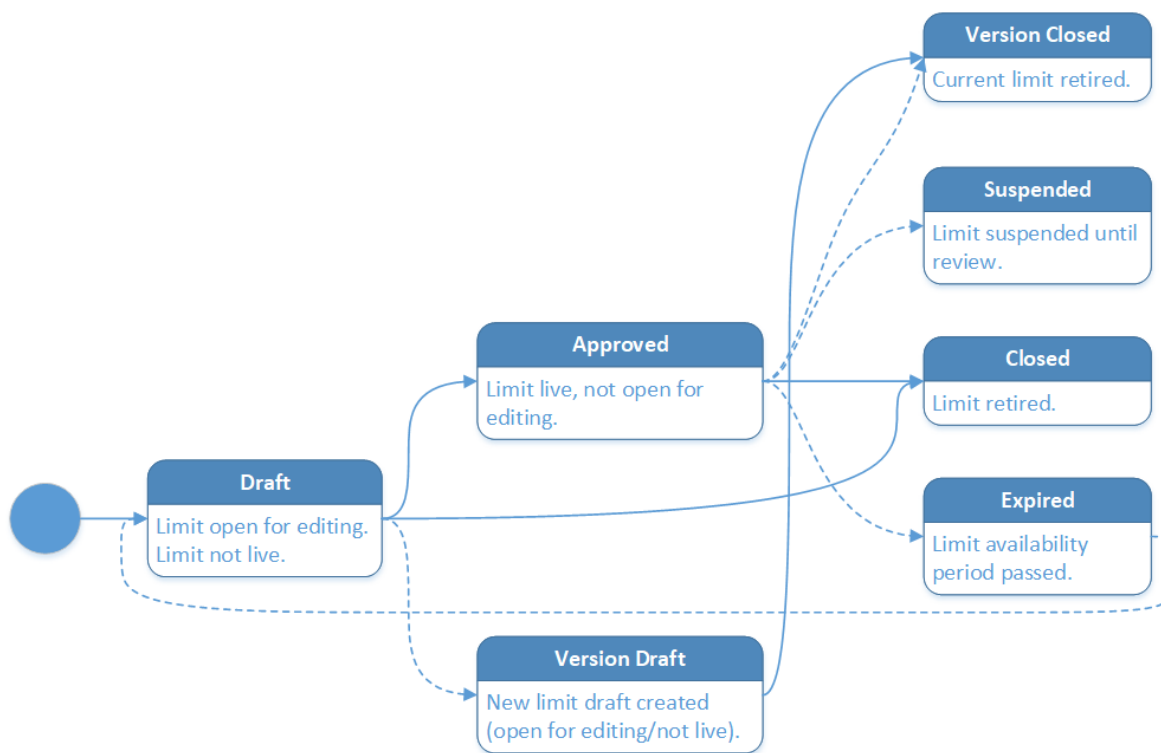 Version Closed
Current limit retired.
Suspended
Limit suspended until
review.
Approved
Limit live, not open for
editing.
Closed
Limit retired.
Draft
Limit open for editing.
Limit not live.
Expired
Limit availability
period passed.
Version Draft
New limit draft created
(open for editing/not live).